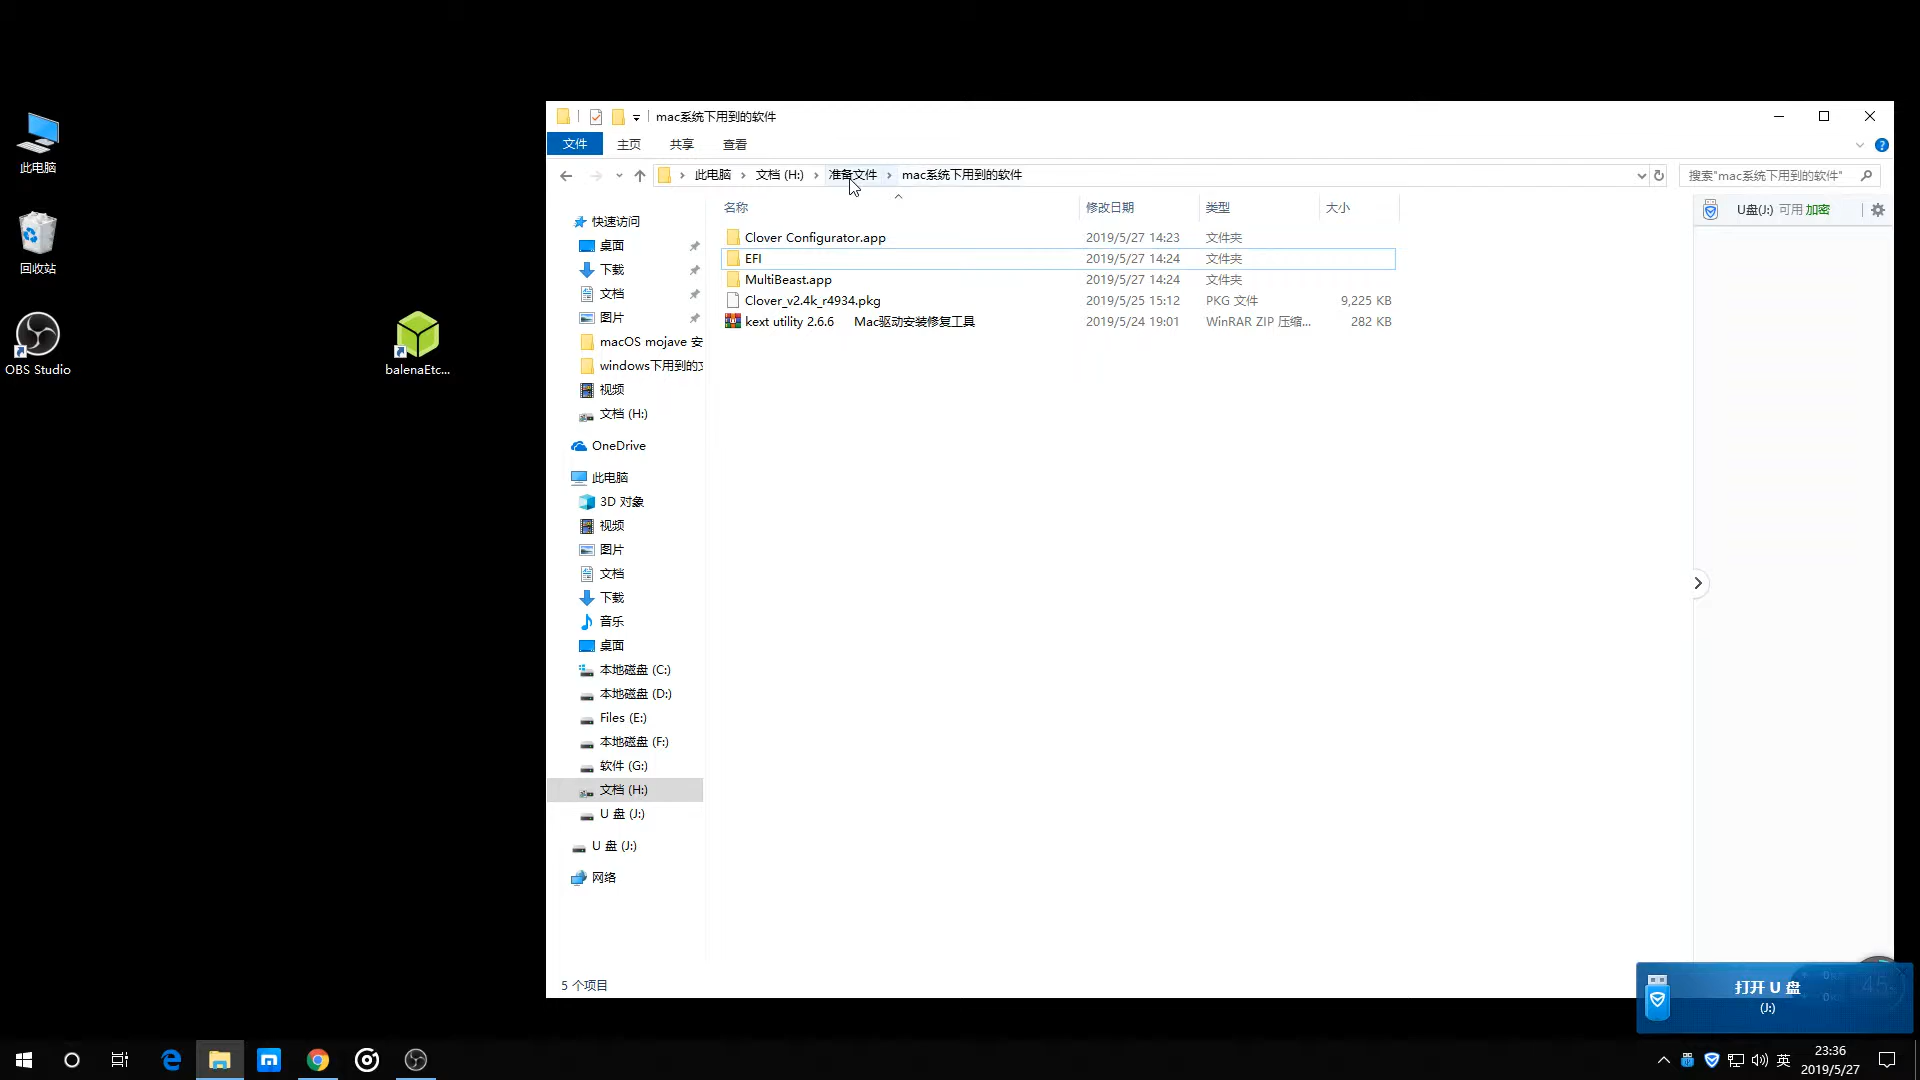 此电脑
回收站
OBS Studio
balenaEtc...
mac系统下用到的软件
文件 主页 共享 查看
此电脑 文档 (H:) 准备文件 mac系统下用到的软件
搜索"mac系统下用到的软件"
名称 修改日期 类型 大小
Clover Configurator.app 2019/5/27 14:23 文件夹
EFI 2019/5/27 14:24 文件夹
MultiBeast.app 2019/5/27 14:24 文件夹
Clover_v2.4k_r4934.pkg 2019/5/25 15:12 PKG 文件 9,225 KB
kext utility 2.6.6 Mac驱动安装修复工具 2019/5/24 19:01 WinRAR ZIP 压缩... 282 KB
快速访问
桌面
下载
文档
图片
macOS mojave 安
windows下用到的
视频
文档 (H:)
OneDrive
此电脑
3D 对象
视频
图片
文档
下载
音乐
桌面
本地磁盘 (C:)
本地磁盘 (D:)
Files (E:)
本地磁盘 (F:)
软件 (G:)
文档 (H:)
U 盘 (J:)
U 盘 (J:)
网络
5 个项目
U盘(J:) 可用 加密
打开 U 盘
(J:)
英
23:36
2019/5/27